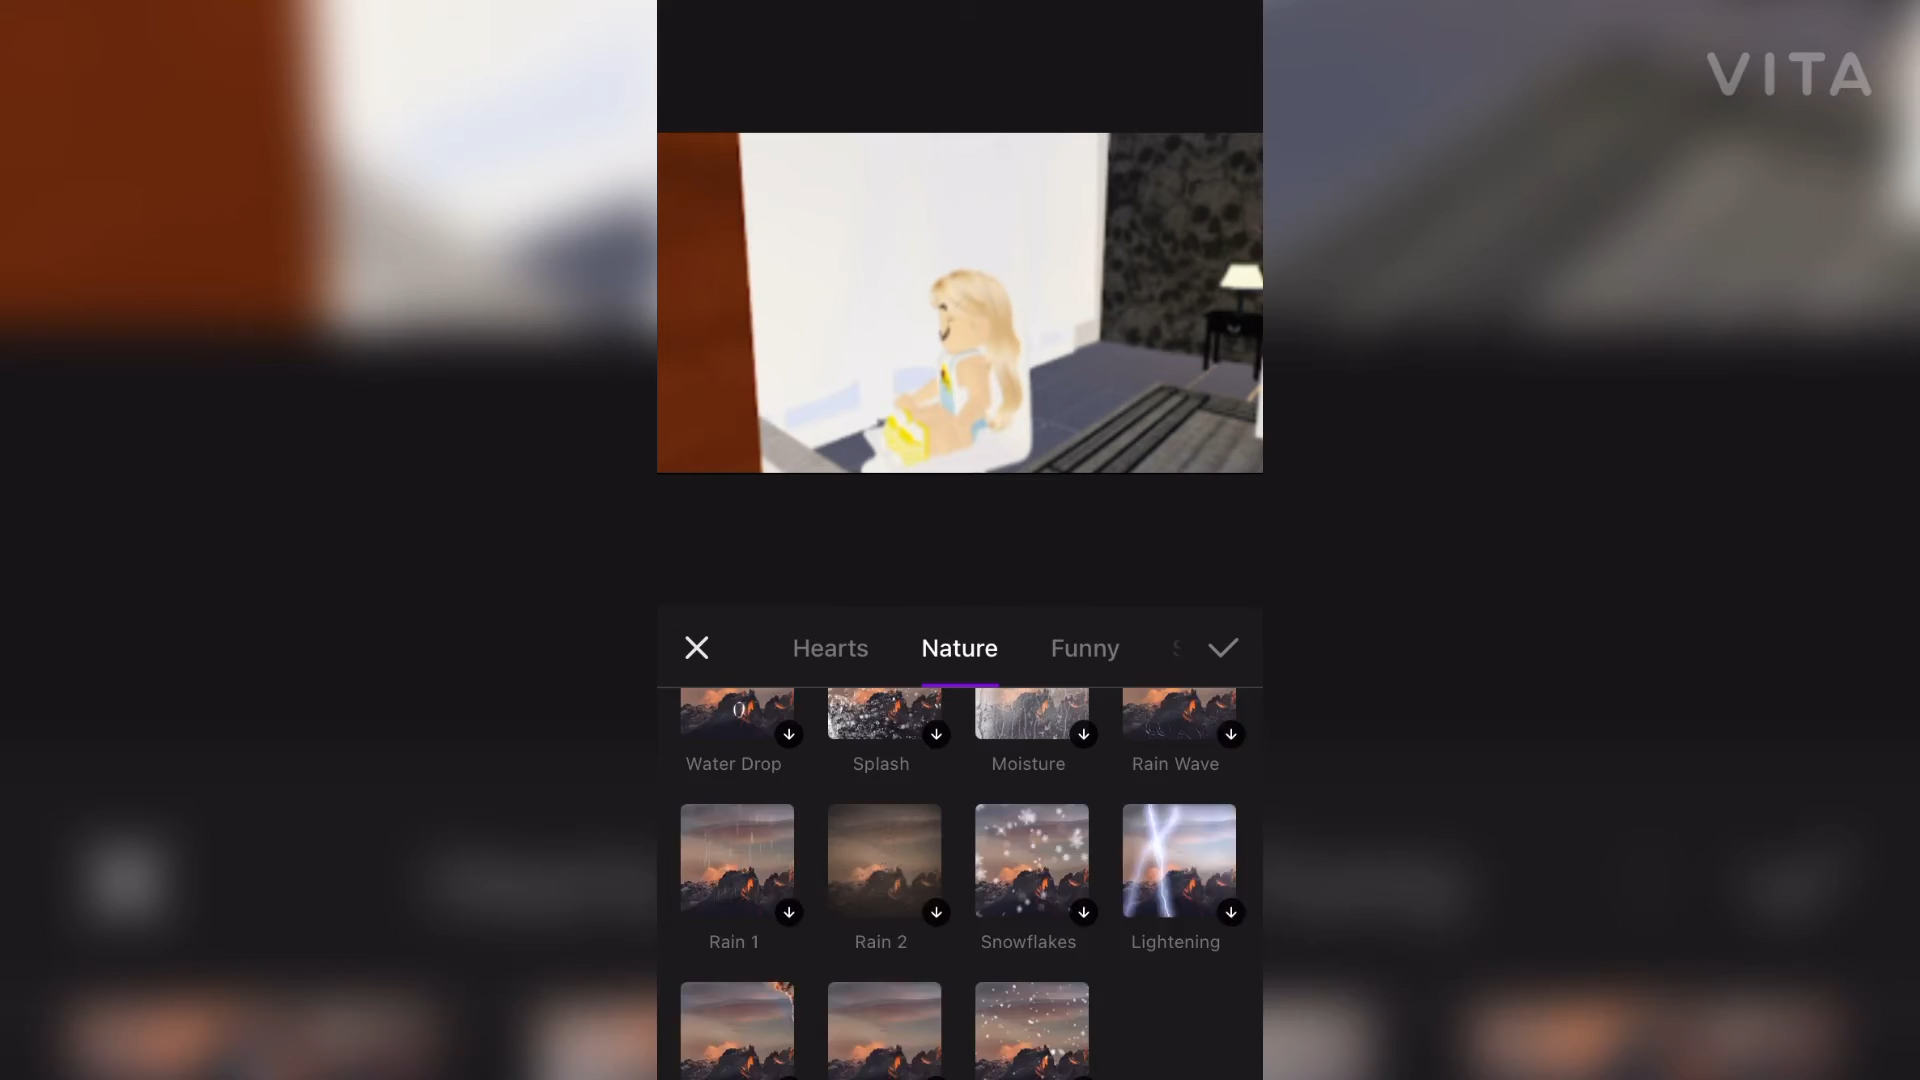 VITA
Hearts Nature Funny
Water Drop Splash Moisture Rain Wave
Rain 1 Rain 2 Snowflakes Lightening